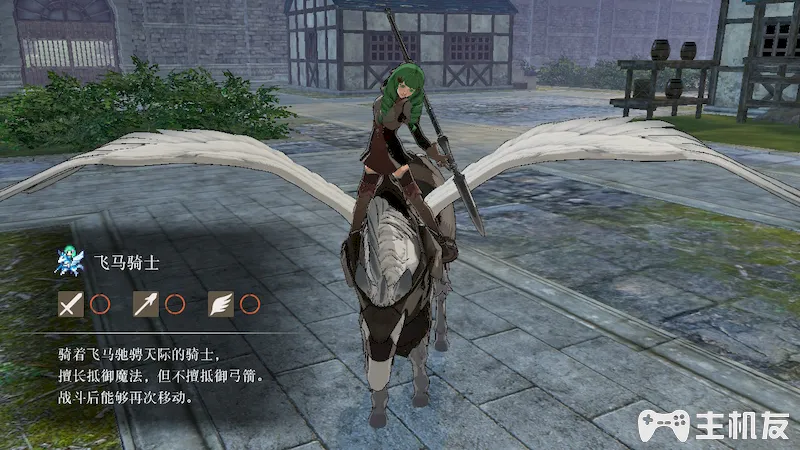 飞马骑士
骑着飞马驰骋天际的骑士，
擅长抵御魔法，但不擅抵御弓箭。
战斗后能够再次移动。
主机友